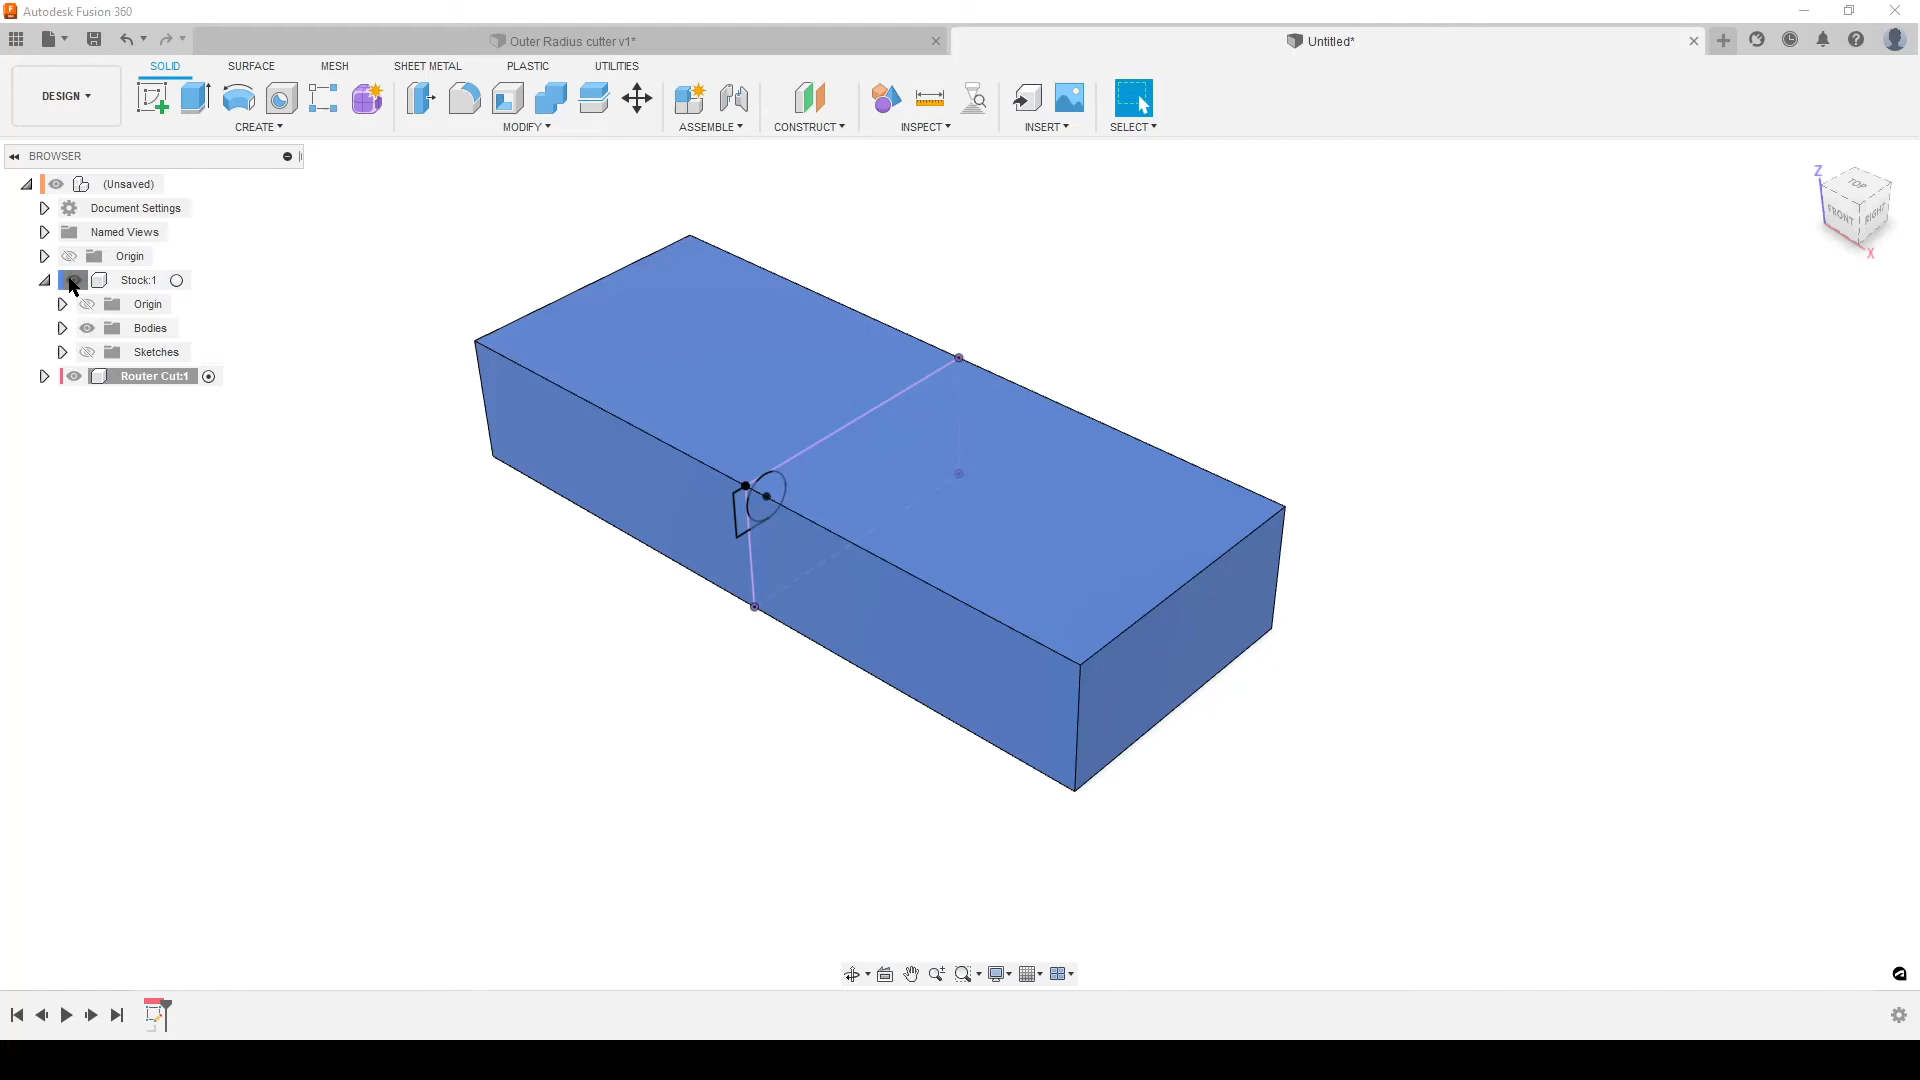 Autodesk Fusion 360
Outer Radius cutter v1*
Untitled*
DESIGN
SOLID SURFACE MESH SHEET METAL PLASTIC UTILITIES
CREATE MODIFY ASSEMBLE CONSTRUCT INSPECT INSERT SELECT
BROWSER
(Unsaved)
Document Settings
Named Views
Origin
Stock:1
Origin
Bodies
Sketches
Router Cut:1
Z
TOP
FRONT
RIGHT
X